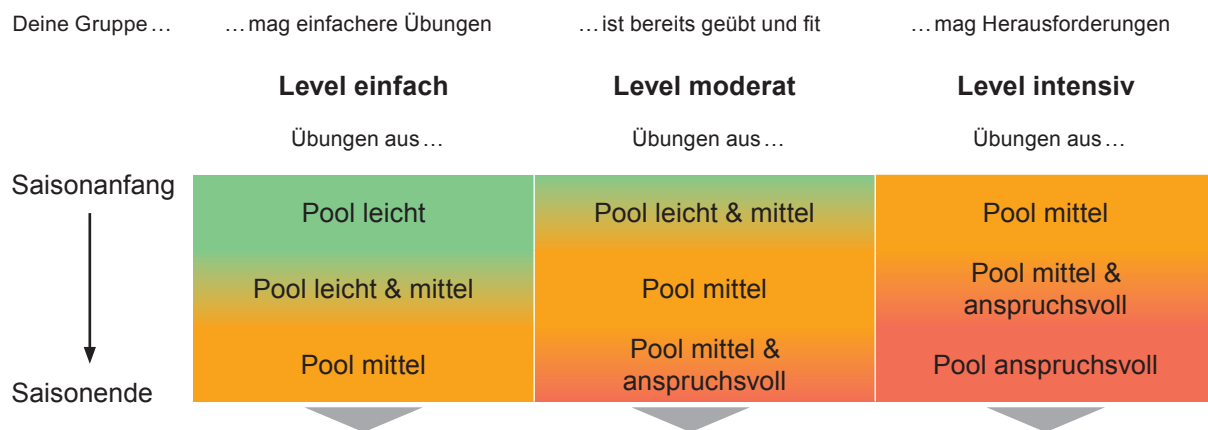 Deine Gruppe… …mag einfachere Übungen …ist bereits geübt und fit …mag Herausforderungen
Level einfach Level moderat Level intensiv
Übungen aus… Übungen aus… Übungen aus…
Saisonanfang
Pool leicht Pool leicht & mittel Pool mittel
Pool leicht & mittel Pool mittel Pool mittel &
anspruchsvoll
Pool mittel Pool mittel &
anspruchsvoll Pool anspruchsvoll
Saisonende